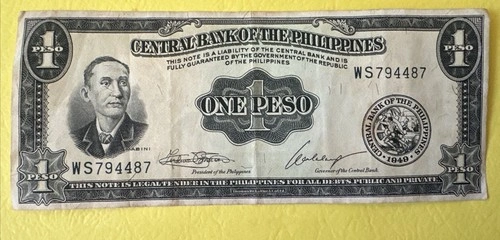 1 PESO
CENTRAL BANK OF THE PHILIPPINES
1 PESO
THIS NOTE IS A LIABILITY OF THE CENTRAL BANK AND IS
FULLY GUARANTEED BY THE GOVERNMENT OF THE REPUBLIC
OF THE PHILIPPINES
WS794487
ONE PESO
1
CENTRAL BANK OF THE PHILIPPINES
1949
MABINI
WS794487
President of the Philippines
Governor of the Central Bank
1 PESO
THIS NOTE IS LEGAL TENDER IN THE PHILIPPINES FOR ALL DEBTS PUBLIC AND PRIVATE
1 PESO